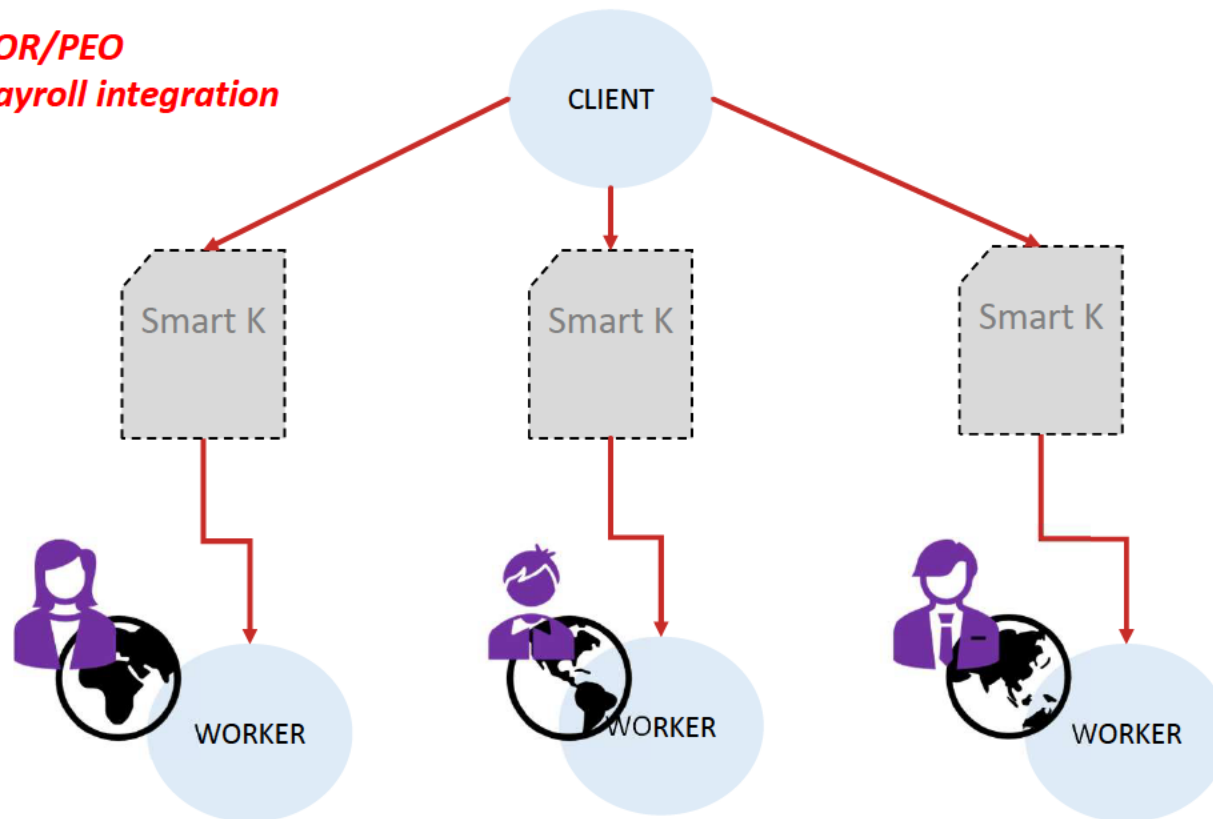 OR/PEO
ayroll integration
CLIENT
Smart K
Smart K
Smart K
WORKER
WORKER
WORKER